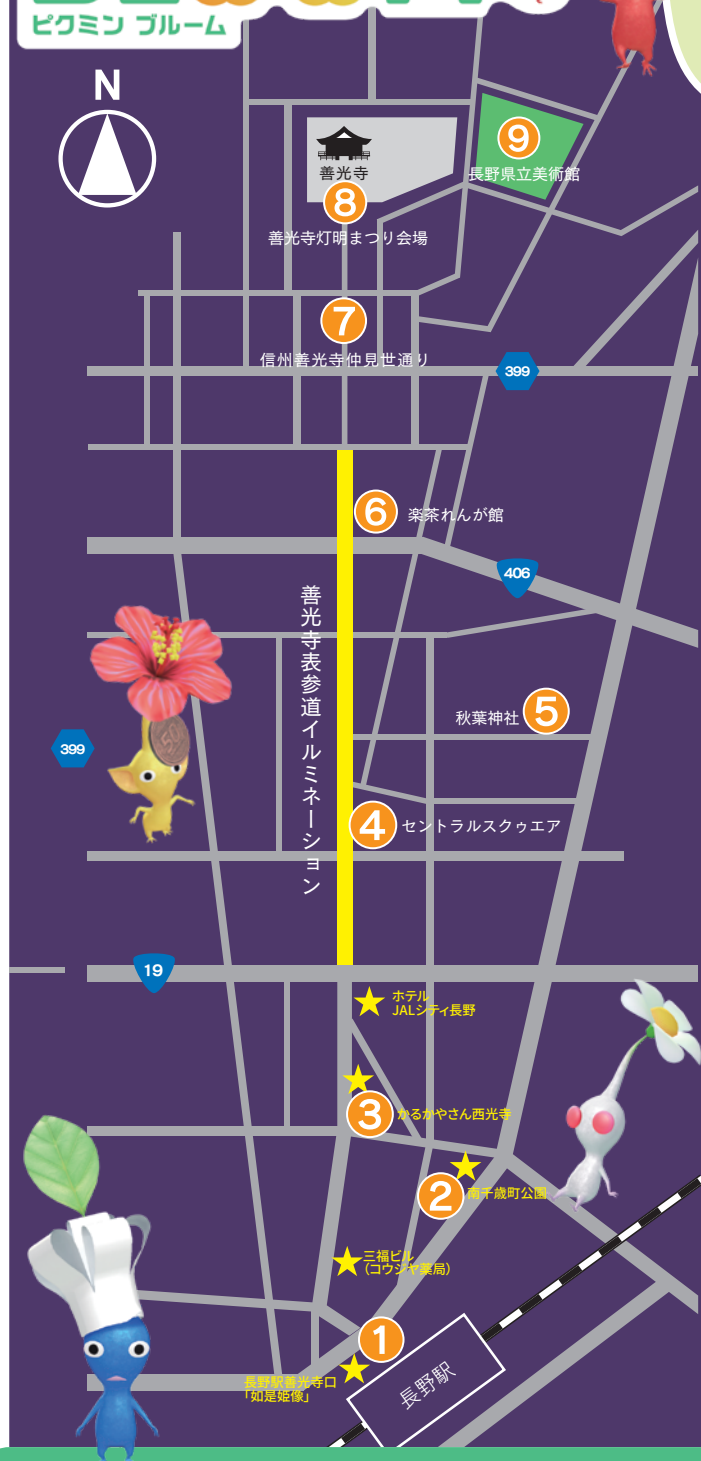 ピクミン ブルーム
N
善光寺
9
長野県立美術館
8
善光寺灯明まつり会場
7
信州善光寺仲見世通り
399
6
楽茶れんが館
406
善光寺表参道イルミネーション
5
秋葉神社
399
50
4
セントラルスクゥエア
19
ホテル
JALシティ長野
3
かるかやさん西光寺
2
南千歳町公園
三福ビル
(コウジヤ薬局)
1
長野駅善光寺口
「如是姫像」
長野駅